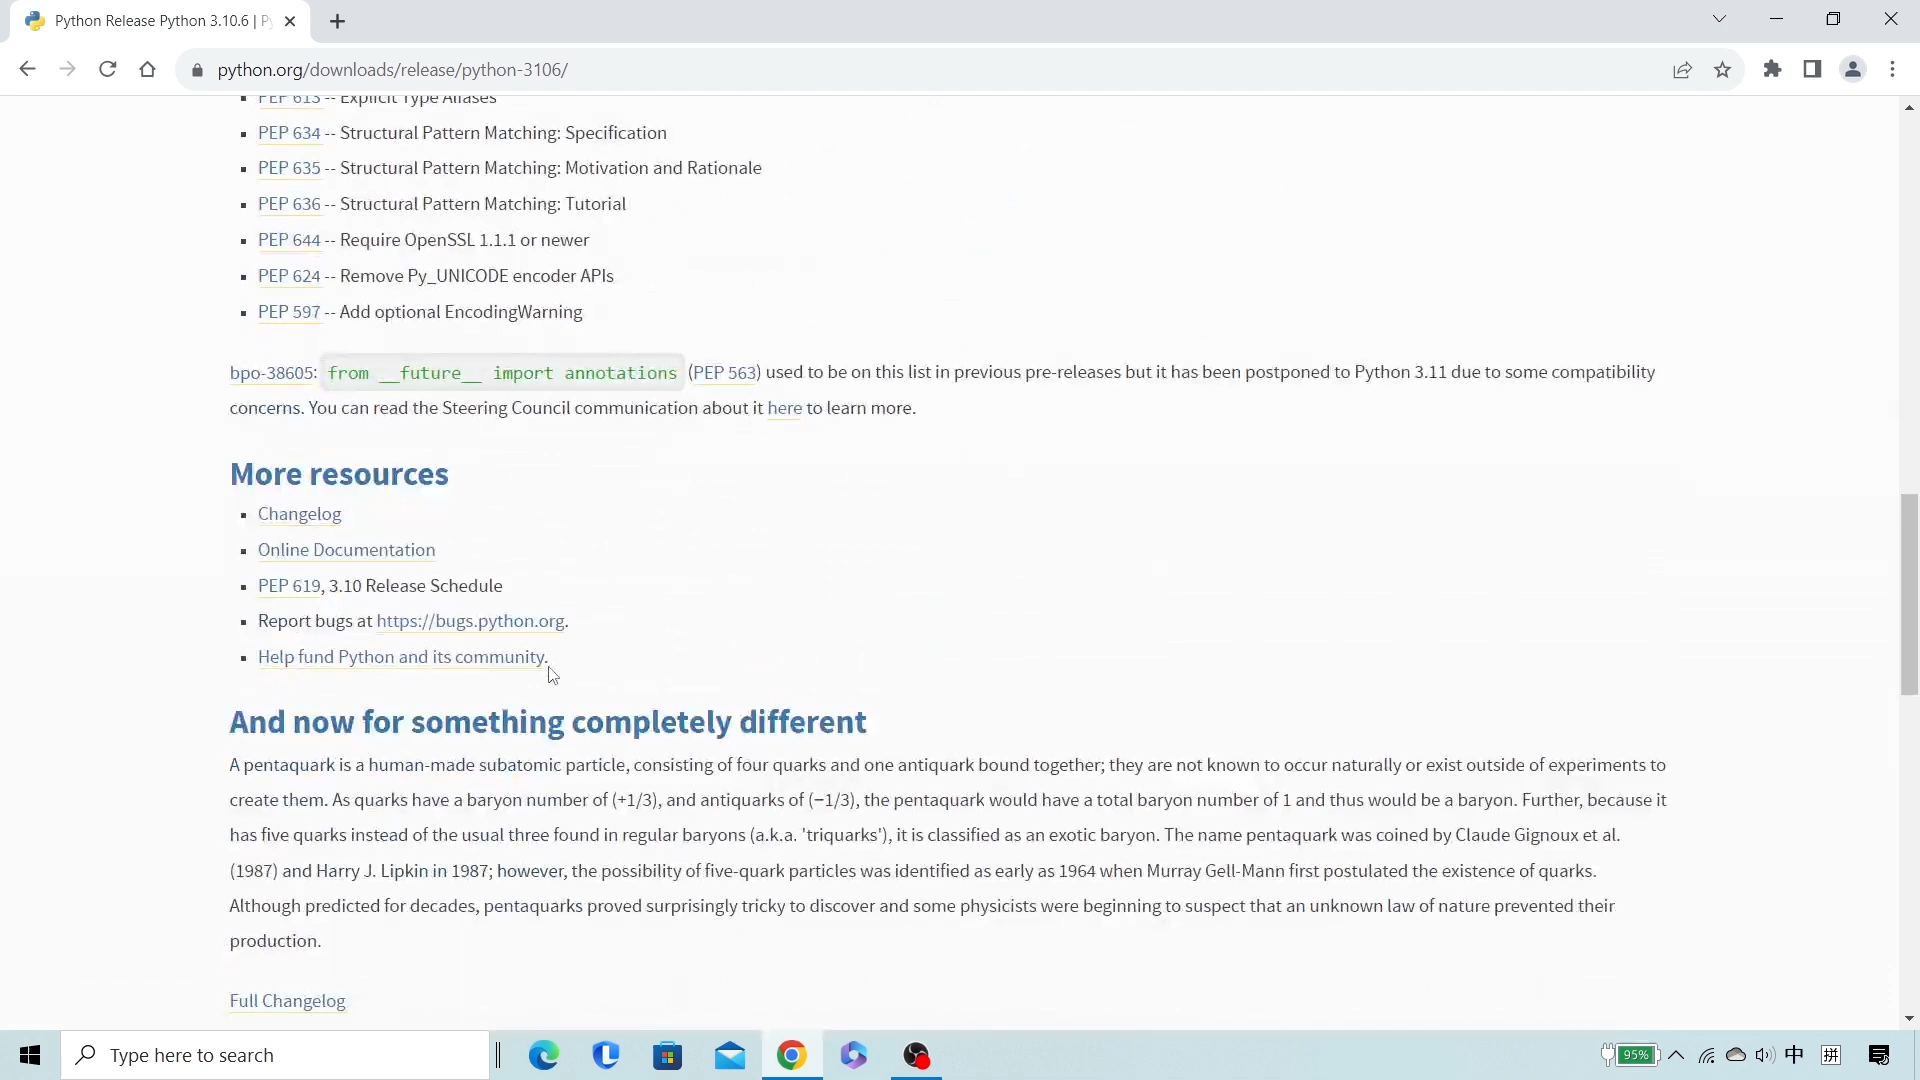 Python Release Python 3.10.6 | Py
python.org/downloads/release/python-3106/
PEP 613 -- Explicit Type Aliases
PEP 634 -- Structural Pattern Matching: Specification
PEP 635 -- Structural Pattern Matching: Motivation and Rationale
PEP 636 -- Structural Pattern Matching: Tutorial
PEP 644 -- Require OpenSSL 1.1.1 or newer
PEP 624 -- Remove Py_UNICODE encoder APIs
PEP 597 -- Add optional EncodingWarning
bpo-38605: from __future__ import annotations (PEP 563) used to be on this list in previous pre-releases but it has been postponed to Python 3.11 due to some compatibility
concerns. You can read the Steering Council communication about it here to learn more.
More resources
Changelog
Online Documentation
PEP 619, 3.10 Release Schedule
Report bugs at https://bugs.python.org.
Help fund Python and its community.
And now for something completely different
A pentaquark is a human-made subatomic particle, consisting of four quarks and one antiquark bound together; they are not known to occur naturally or exist outside of experiments to
create them. As quarks have a baryon number of (+1/3), and antiquarks of (−1/3), the pentaquark would have a total baryon number of 1 and thus would be a baryon. Further, because it
has five quarks instead of the usual three found in regular baryons (a.k.a. 'triquarks'), it is classified as an exotic baryon. The name pentaquark was coined by Claude Gignoux et al.
(1987) and Harry J. Lipkin in 1987; however, the possibility of five-quark particles was identified as early as 1964 when Murray Gell-Mann first postulated the existence of quarks.
Although predicted for decades, pentaquarks proved surprisingly tricky to discover and some physicists were beginning to suspect that an unknown law of nature prevented their
production.
Full Changelog
Type here to search
95%
中
拼